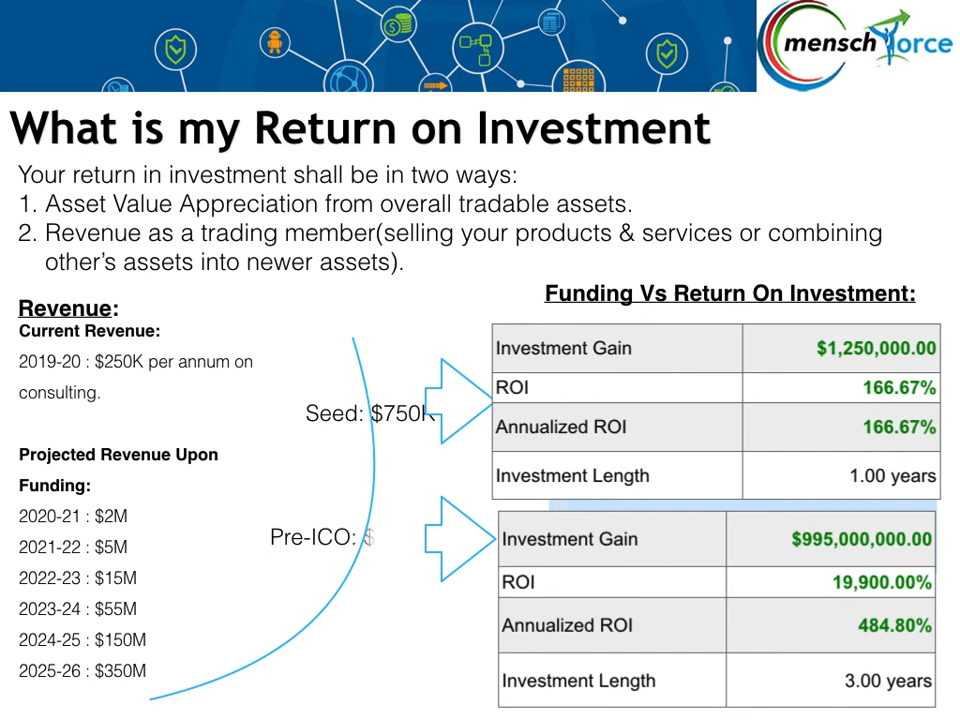 mensch force
What is my Return on Investment
Your return in investment shall be in two ways:
1. Asset Value Appreciation from overall tradable assets.
2. Revenue as a trading member(selling your products & services or combining
other's assets into newer assets).
Revenue:
Current Revenue:
2019-20 : $250K per annum on
consulting.
Projected Revenue Upon
Funding:
2020-21 : $2M
2021-22 : $5M
2022-23 : $15M
2023-24 : $55M
2024-25 : $150M
2025-26 : $350M
Seed: $750K
Pre-ICO: $
Funding Vs Return On Investment:
Investment Gain $1,250,000.00
ROI 166.67%
Annualized ROI 166.67%
Investment Length 1.00 years
Investment Gain $995,000,000.00
ROI 19,900.00%
Annualized ROI 484.80%
Investment Length 3.00 years